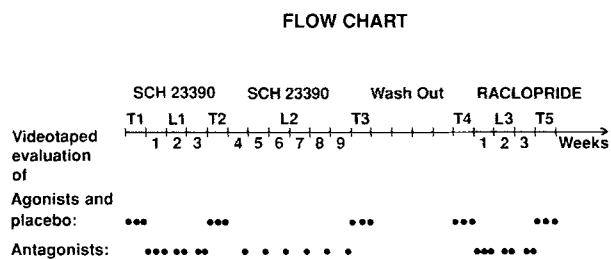 FLOW CHART
SCH 23390 SCH 23390 Wash Out RACLOPRIDE
T1 L1 T2 L2 T3 T4 L3 T5
Videotaped 1 2 3 4 5 6 7 8 9 1 2 3 Weeks
evaluation
of
Agonists and
placebo:
Antagonists: